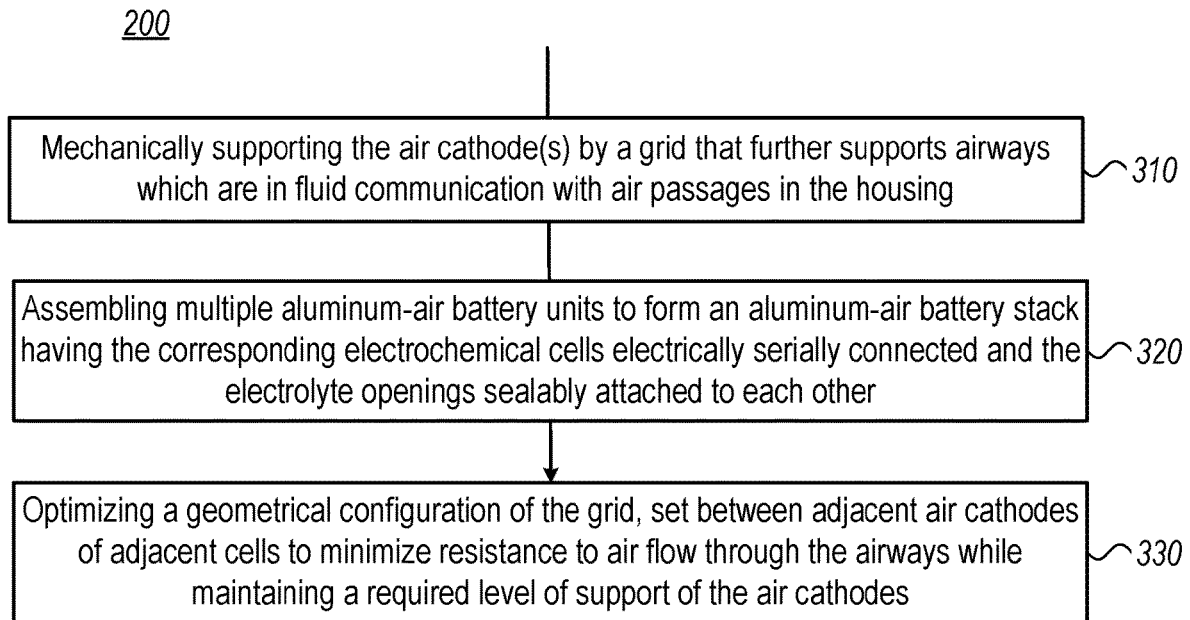 200
Mechanically supporting the air cathode(s) by a grid that further supports airways
which are in fluid communication with air passages in the housing
310
Assembling multiple aluminum-air battery units to form an aluminum-air battery stack
having the corresponding electrochemical cells electrically serially connected and the
electrolyte openings sealably attached to each other
320
Optimizing a geometrical configuration of the grid, set between adjacent air cathodes
of adjacent cells to minimize resistance to air flow through the airways while
maintaining a required level of support of the air cathodes
330